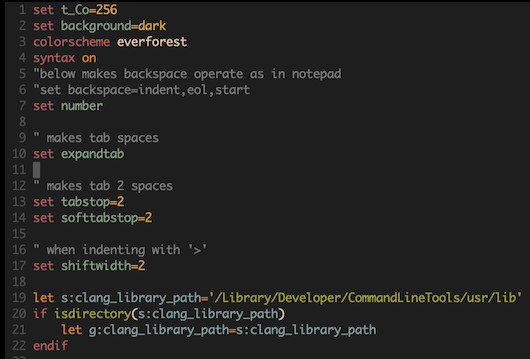 1 set t_Co=256
2 set background=dark
3 colorscheme everforest
4 syntax on
5 "below makes backspace operate as in notepad
6 "set backspace=indent,eol,start
7 set number
8
9 " makes tab spaces
10 set expandtab
11
12 " makes tab 2 spaces
13 set tabstop=2
14 set softtabstop=2
15
16 " when indenting with '>'
17 set shiftwidth=2
18
19 let s:clang_library_path='/Library/Developer/CommandLineTools/usr/lib'
20 if isdirectory(s:clang_library_path)
21     let g:clang_library_path=s:clang_library_path
22 endif